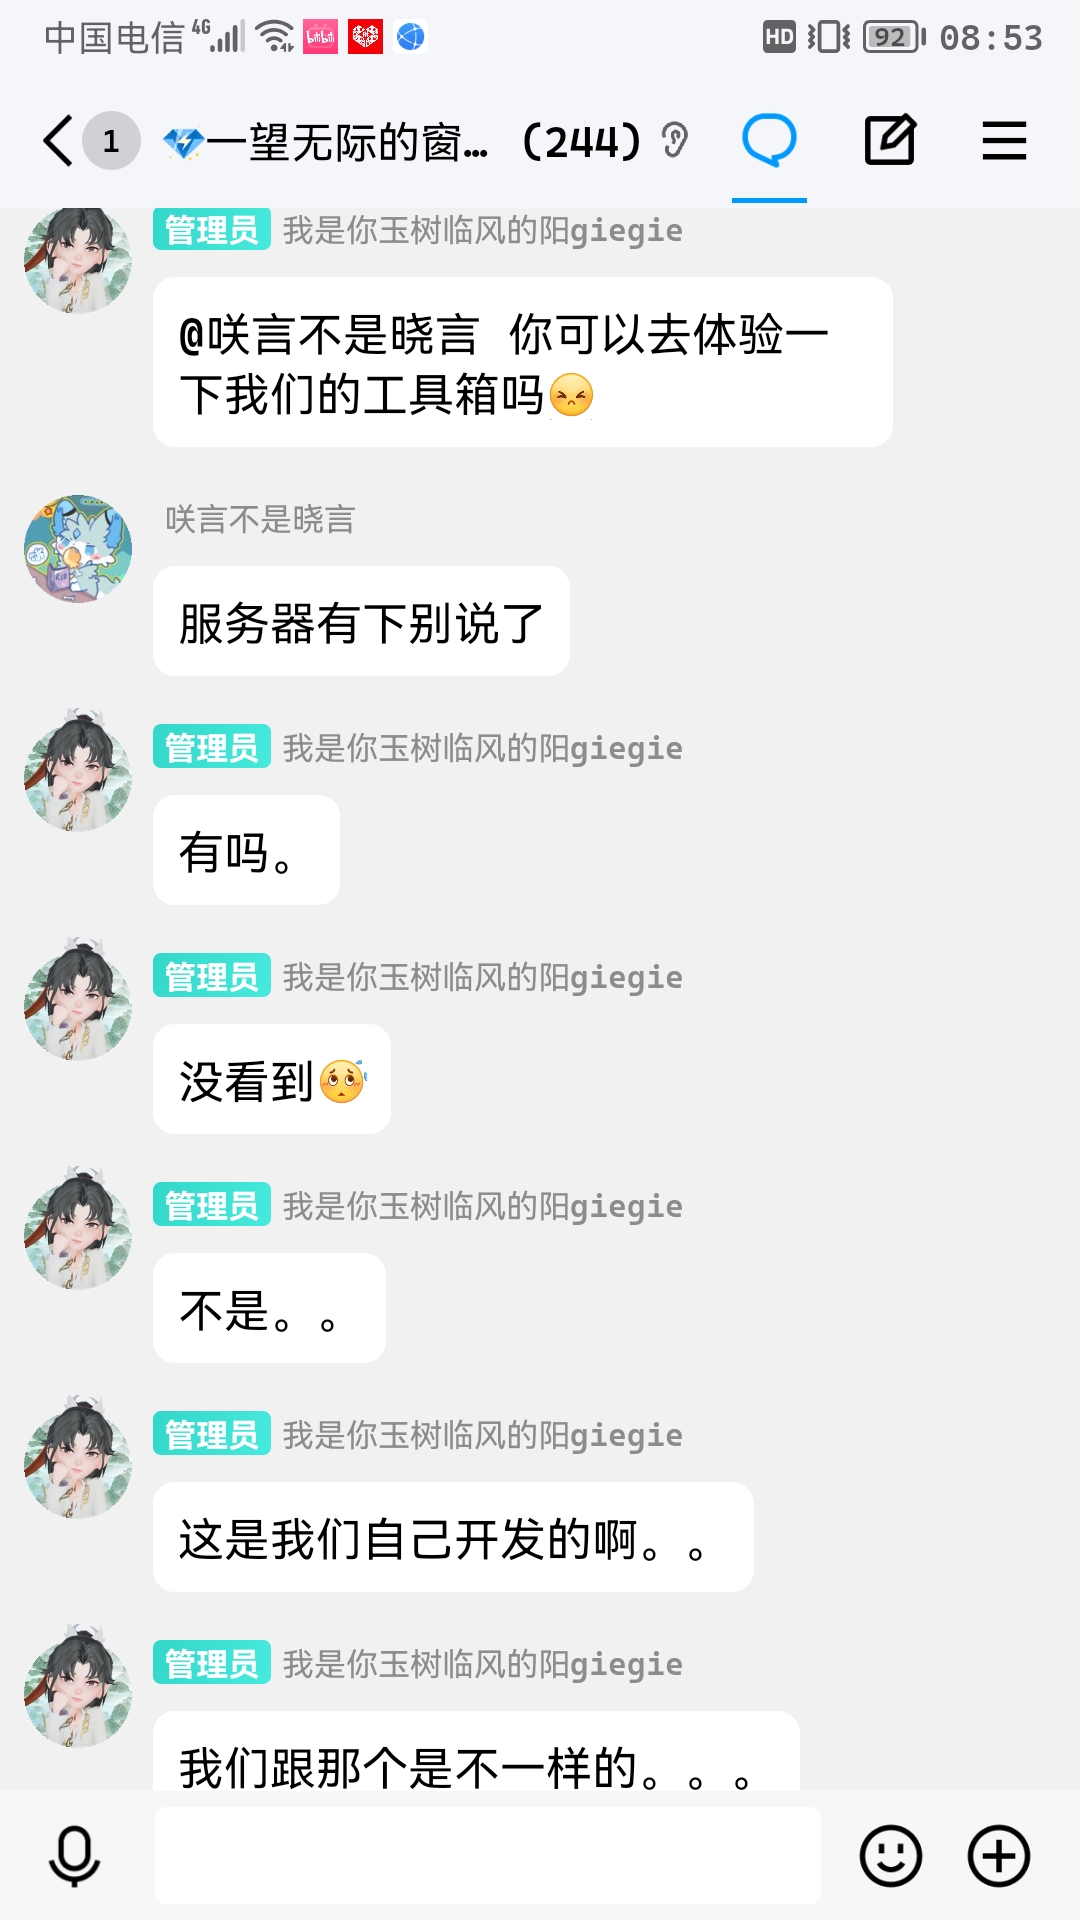 中国电信 4G HD 92 08:53
1 💎一望无际的窗... (244)
管理员 我是你玉树临风的阳giegie
@咲言不是晓言 你可以去体验一
下我们的工具箱吗😣
咲言不是晓言
服务器有下别说了
管理员 我是你玉树临风的阳giegie
有吗。
管理员 我是你玉树临风的阳giegie
没看到😥
管理员 我是你玉树临风的阳giegie
不是。。
管理员 我是你玉树临风的阳giegie
这是我们自己开发的啊。。
管理员 我是你玉树临风的阳giegie
我们跟那个是不一样的。。。